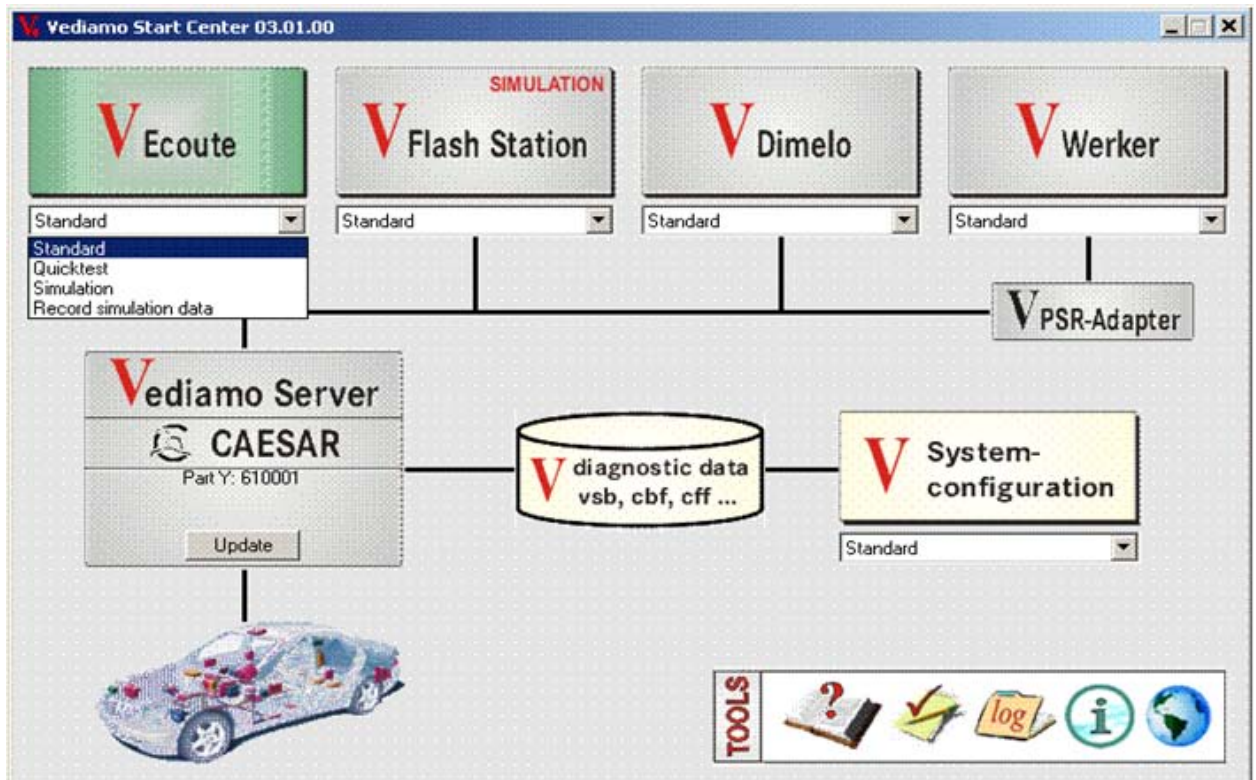 Vediamo Start Center 03.01.00
V Ecoute
SIMULATION
V Flash Station
V Dimelo
V Werker
Standard
Standard
Standard
Standard
Standard
Quicktest
Simulation
Record simulation data
V PSR-Adapter
Vediamo Server
CAESAR
Part Y: 610001
Update
V diagnostic data
vsb, cbf, cff ...
V System-
configuration
Standard
TOOLS
?
log
i